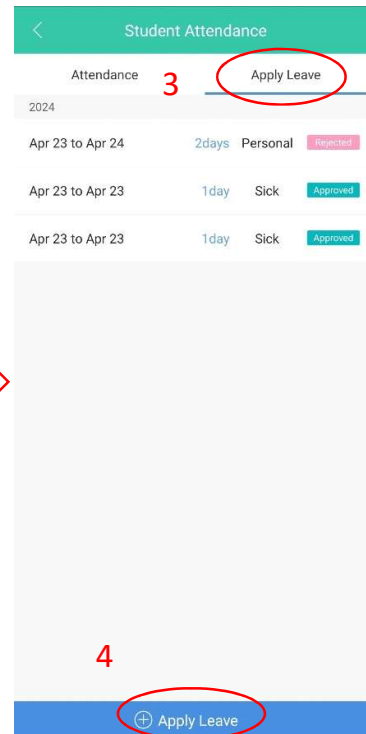 Student Attendance
Attendance 3 Apply Leave
2024
Apr 23 to Apr 24 2days Personal Rejected
Apr 23 to Apr 23 1day Sick Approved
Apr 23 to Apr 23 1day Sick Approved
4
Apply Leave